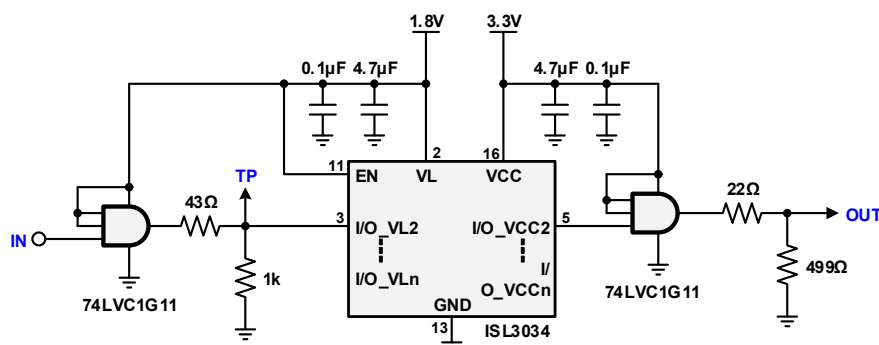 1.8V
3.3V
0.1µF 4.7µF
4.7µF 0.1µF
2
16
11
EN
VL
VCC
TP
43Ω
22Ω
3
I/O_VL2
I/O_VCC2
5
IN
OUT
I/O_VLn
I/
O_VCCn
1k
499Ω
74LVC1G11
74LVC1G11
GND
13
ISL3034